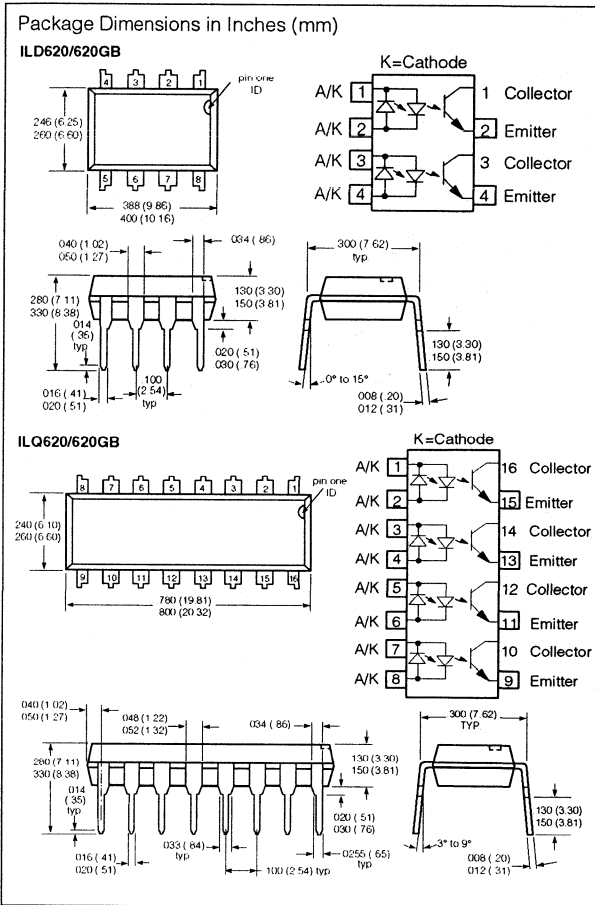 Package Dimensions in Inches (mm)
ILD620/620GB
4 3 2 1
pin one
ID
246 (6.25)
260 (6.60)
5 6 7 8
388 (9.86)
400 (10.16)
K=Cathode
A/K 1 1 Collector
A/K 2 2 Emitter
A/K 3 3 Collector
A/K 4 4 Emitter
040 (1.02)
050 (1.27)
034 (.86)
280 (7.11)
330 (8.38)
130 (3.30)
150 (3.81)
014
(.35)
typ
020 (.51)
030 (.76)
016 (.41)
020 (.51)
.100
(2.54)
typ
300 (7.62)
typ.
130 (3.30)
.150 (3.81)
0° to 15°
008 (.20)
012 (.31)
ILQ620/620GB
8 7 6 5 4 3 2 1
pin one
ID
240 (6.10)
260 (6.60)
9 10 11 12 13 14 15 16
780 (19.81)
800 (20.32)
K=Cathode
A/K 1 16 Collector
A/K 2 15 Emitter
A/K 3 14 Collector
A/K 4 13 Emitter
A/K 5 12 Collector
A/K 6 11 Emitter
A/K 7 10 Collector
A/K 8 9 Emitter
040 (1.02)
050 (1.27)
048 (1.22)
052 (1.32)
034 (.86)
280 (7.11)
330 (8.38)
130 (3.30)
150 (3.81)
014
(.35)
typ
020 (.51)
030 (.76)
016 (.41)
020 (.51)
033 (.84)
typ
100 (2.54) typ
0255 (.65)
typ
300 (7.62)
TYP.
130 (3.30)
150 (3.81)
3° to 9°
008 (.20)
012 (.31)